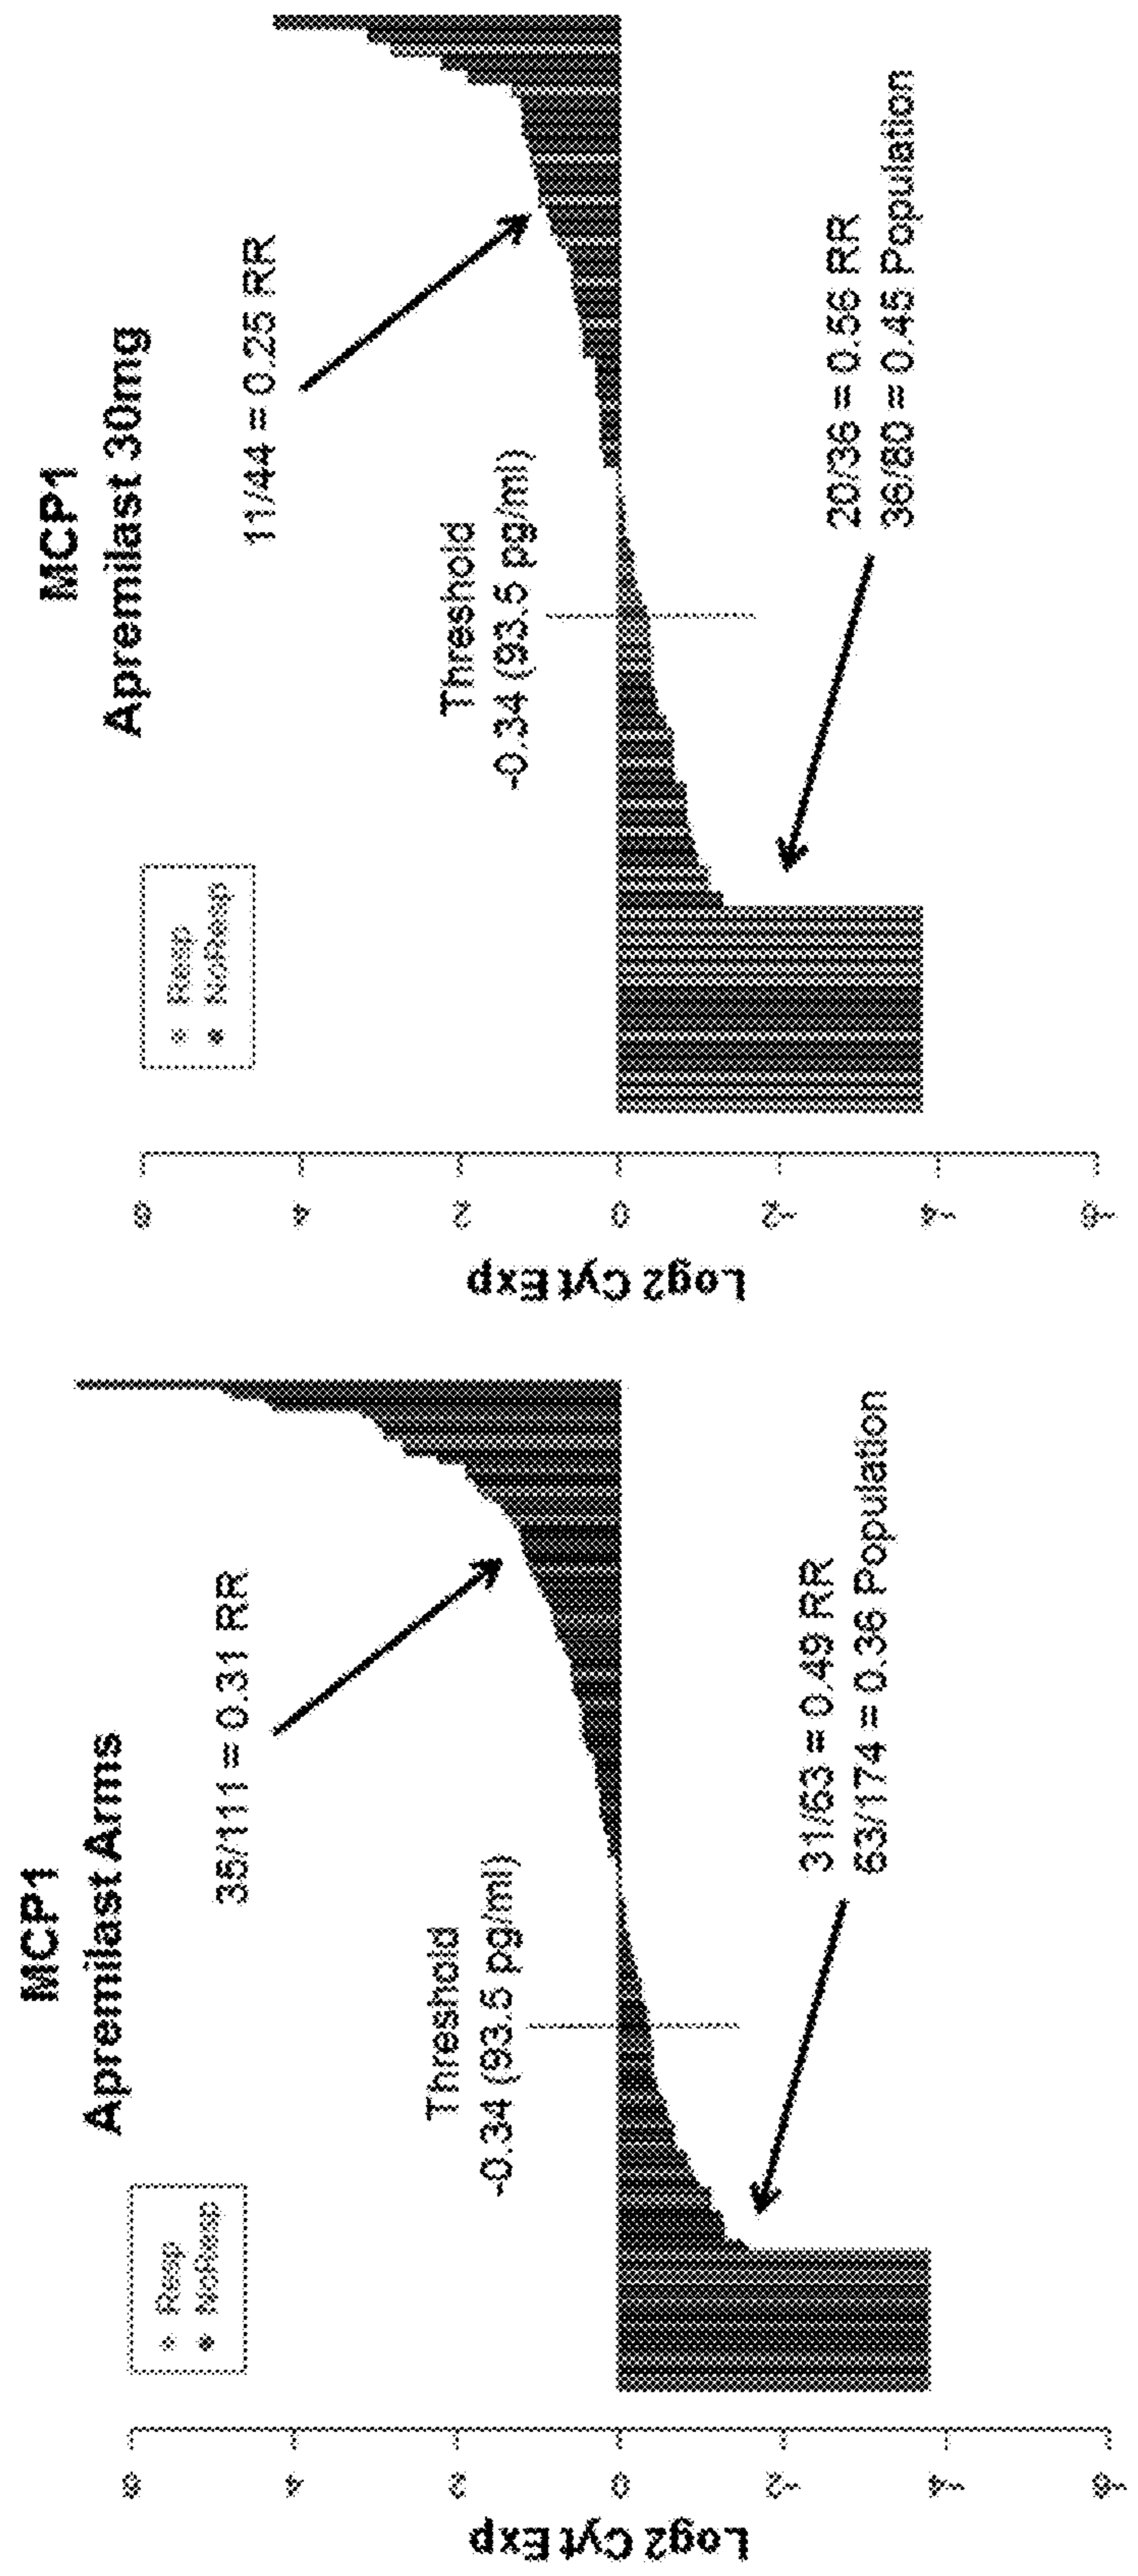 MCP1
Apremilast Arms
Resp
NoResp
35/111 = 0.31 RR
Threshold
-0.34 (93.5 pg/ml)
31/63 = 0.49 RR
63/174 = 0.36 Population
Log2 Cyt Exp
6
4
2
0
-2
-4
-6
MCP1
Apremilast 30mg
Resp
NoResp
11/44 = 0.25 RR
Threshold
-0.34 (93.5 pg/ml)
20/36 = 0.56 RR
36/80 = 0.45 Population
Log2 Cyt Exp
6
4
2
0
-2
-4
-6